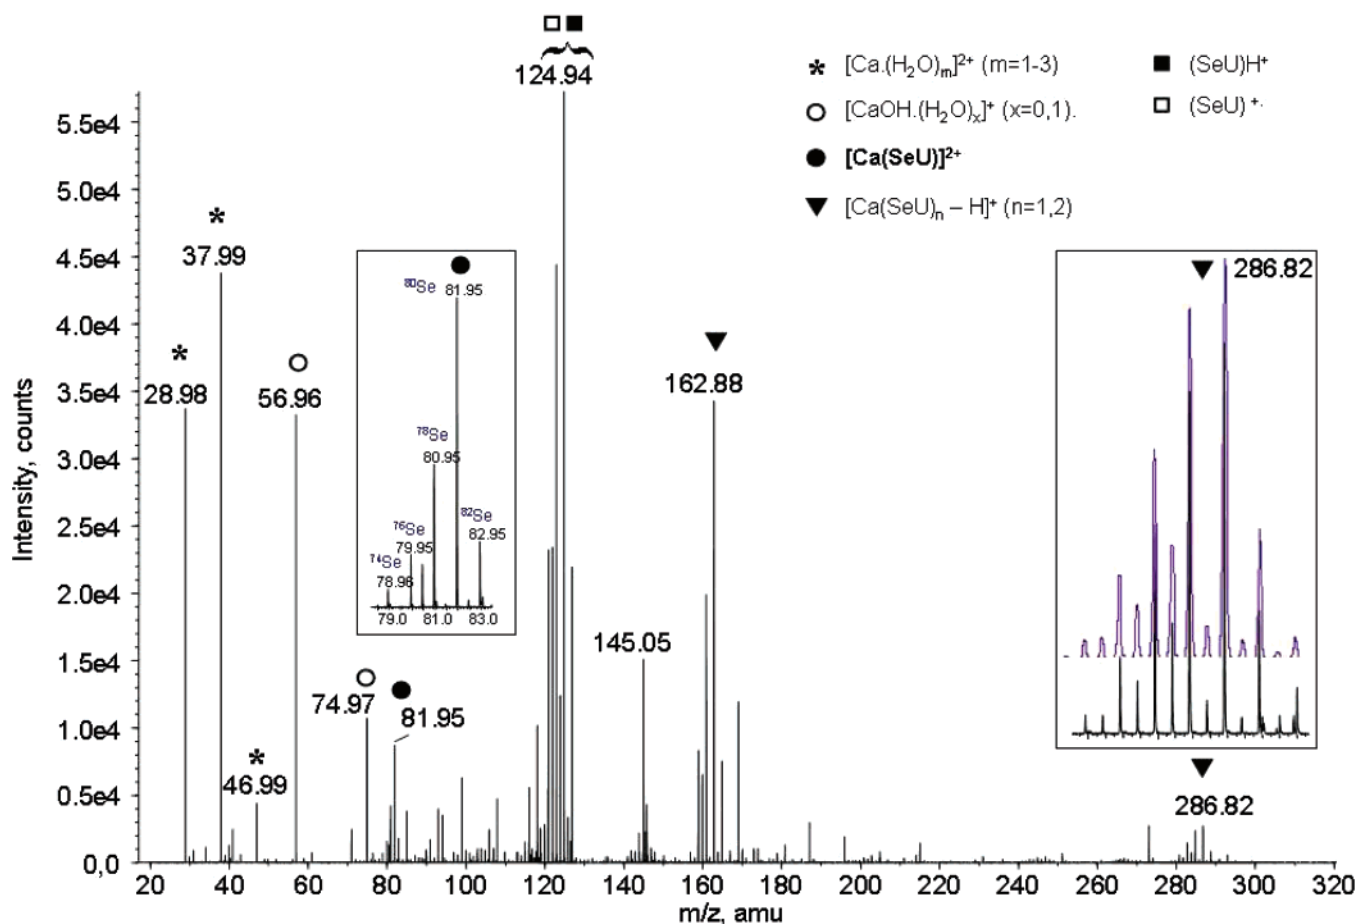 124.94
[Ca.(H₂O)ₘ]²⁺ (m=1-3)
(SeU)H⁺
[CaOH.(H₂O)ₓ]⁺ (x=0,1).
(SeU)⁺·
[Ca(SeU)]²⁺
[Ca(SeU)ₙ – H]⁺ (n=1,2)
Intensity, counts
5.5e4
5.0e4
4.5e4
4.0e4
3.5e4
3.0e4
2.5e4
2.0e4
1.5e4
1.0e4
0.5e4
0,0
*
37.99
*
28.98
56.96
74.97
81.95
*
46.99
⁸⁰Se 81.95
⁷⁸Se
80.95
⁷⁶Se
79.95
⁸²Se
82.95
⁷⁴Se
78.96
79.0 81.0 83.0
162.88
145.05
286.82
286.82
20 40 60 80 100 120 140 160 180 200 220 240 260 280 300 320
m/z, amu